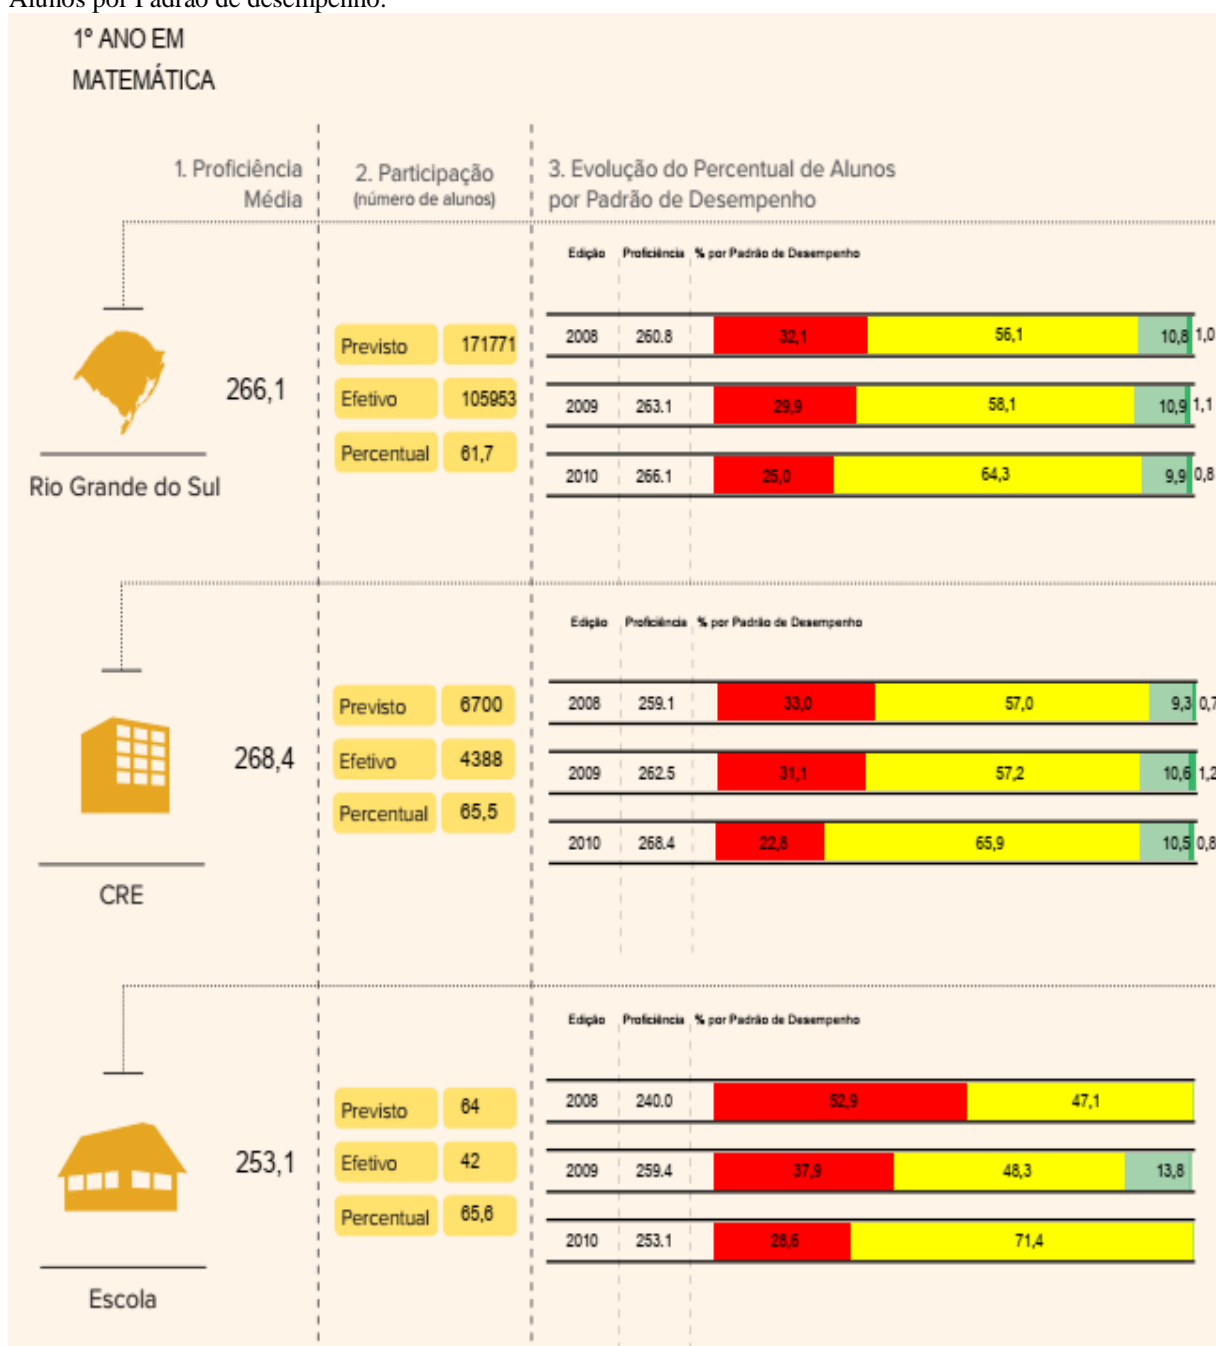 Alunos por Padrão de desempenho.
1º ANO EM
MATEMÁTICA
1. Proficiência
Média
2. Participação
(número de alunos)
3. Evolução do Percentual de Alunos
por Padrão de Desempenho
Edição Proficiência % por Padrão de Desempenho
2008 260.8 32,1 56,1 10,8 1,0
Previsto 171771
266,1
Efetivo 105953
2009 263.1 29,9 58,1 10,9 1,1
Percentual 61,7
2010 266.1 25,0 64,3 9,9 0,8
Rio Grande do Sul
Edição Proficiência % por Padrão de Desempenho
2008 259.1 33,0 57,0 9,3 0,7
Previsto 6700
268,4
Efetivo 4388
2009 262.5 31,1 57,2 10,6 1,2
Percentual 65,5
2010 268.4 22,8 65,9 10,5 0,8
CRE
Edição Proficiência % por Padrão de Desempenho
2008 240.0 52,9 47,1
Previsto 64
253,1
Efetivo 42
2009 259.4 37,9 48,3 13,8
Percentual 65,6
2010 253.1 28,6 71,4
Escola